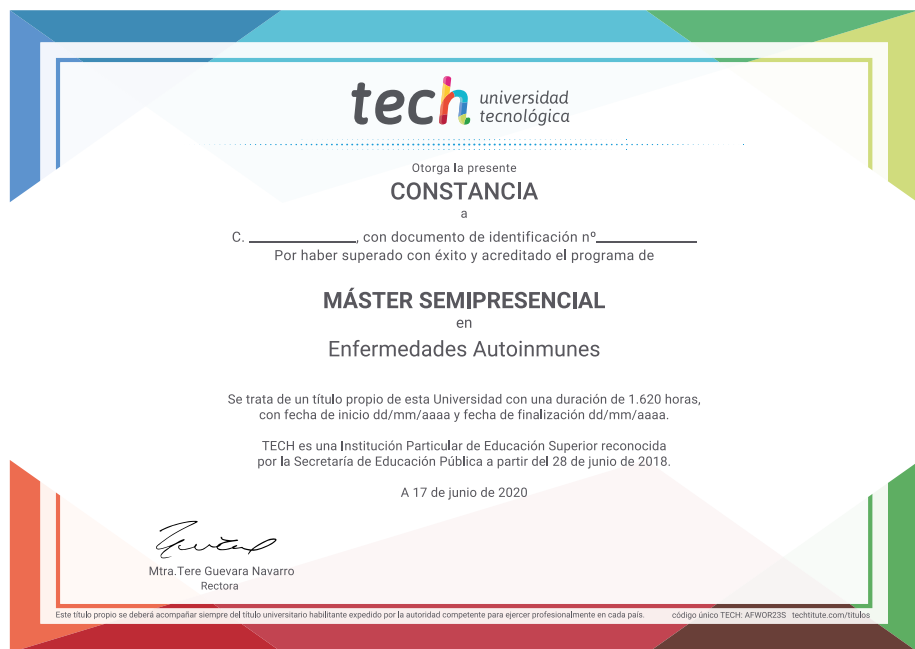 tech universidad
tecnológica
Otorga la presente
CONSTANCIA
a
C. ____________, con documento de identificación nº____________
Por haber superado con éxito y acreditado el programa de
MÁSTER SEMIPRESENCIAL
en
Enfermedades Autoinmunes
Se trata de un título propio de esta Universidad con una duración de 1.620 horas,
con fecha de inicio dd/mm/aaaa y fecha de finalización dd/mm/aaaa.
TECH es una Institución Particular de Educación Superior reconocida
por la Secretaría de Educación Pública a partir del 28 de junio de 2018.
A 17 de junio de 2020
Mtra.Tere Guevara Navarro
Rectora
Este título propio se deberá acompañar siempre del título universitario habilitante expedido por la autoridad competente para ejercer profesionalmente en cada país. código único TECH: AFWOR23S techtitute.com/titulos